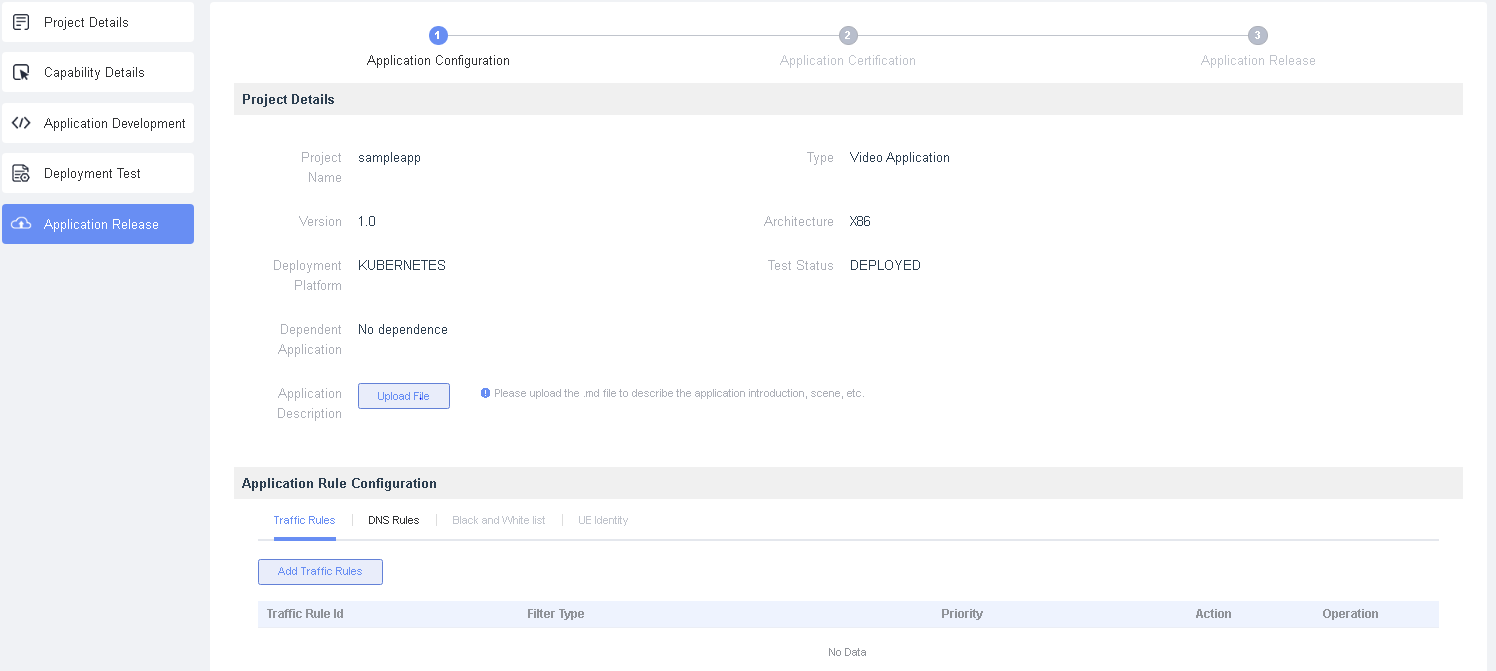 Project Details
Capability Details
Application Development
Deployment Test
Application Release
1 2 3
Application Configuration Application Certification Application Release
Project Details
Project Name sampleapp Type Video Application
Version 1.0 Architecture X86
Deployment Platform KUBERNETES Test Status DEPLOYED
Dependent Application No dependence
Application Description Upload File Please upload the .md file to describe the application introduction, scene, etc.
Application Rule Configuration
Traffic Rules DNS Rules Black and White list UE Identity
Add Traffic Rules
Traffic Rule Id Filter Type Priority Action Operation
No Data